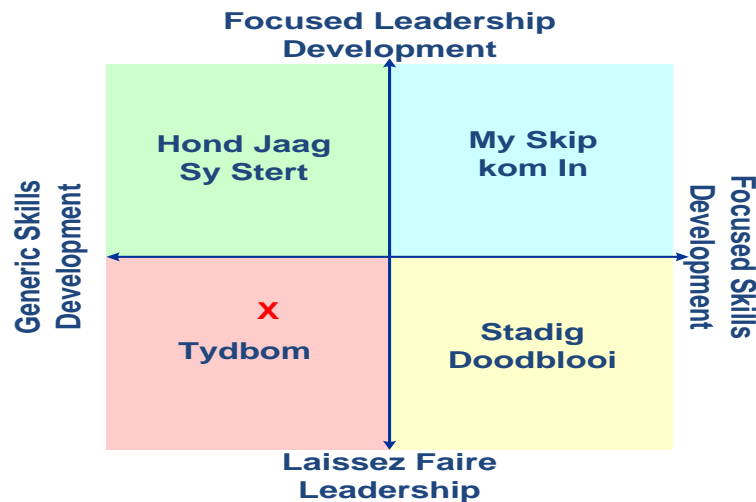 Focused Leadership
Development
Hond Jaag
Sy Stert
My Skip
kom In
Generic Skills
Development
Focused Skills
Development
X
Tydbom
Stadig
Doodblooi
Laissez Faire
Leadership